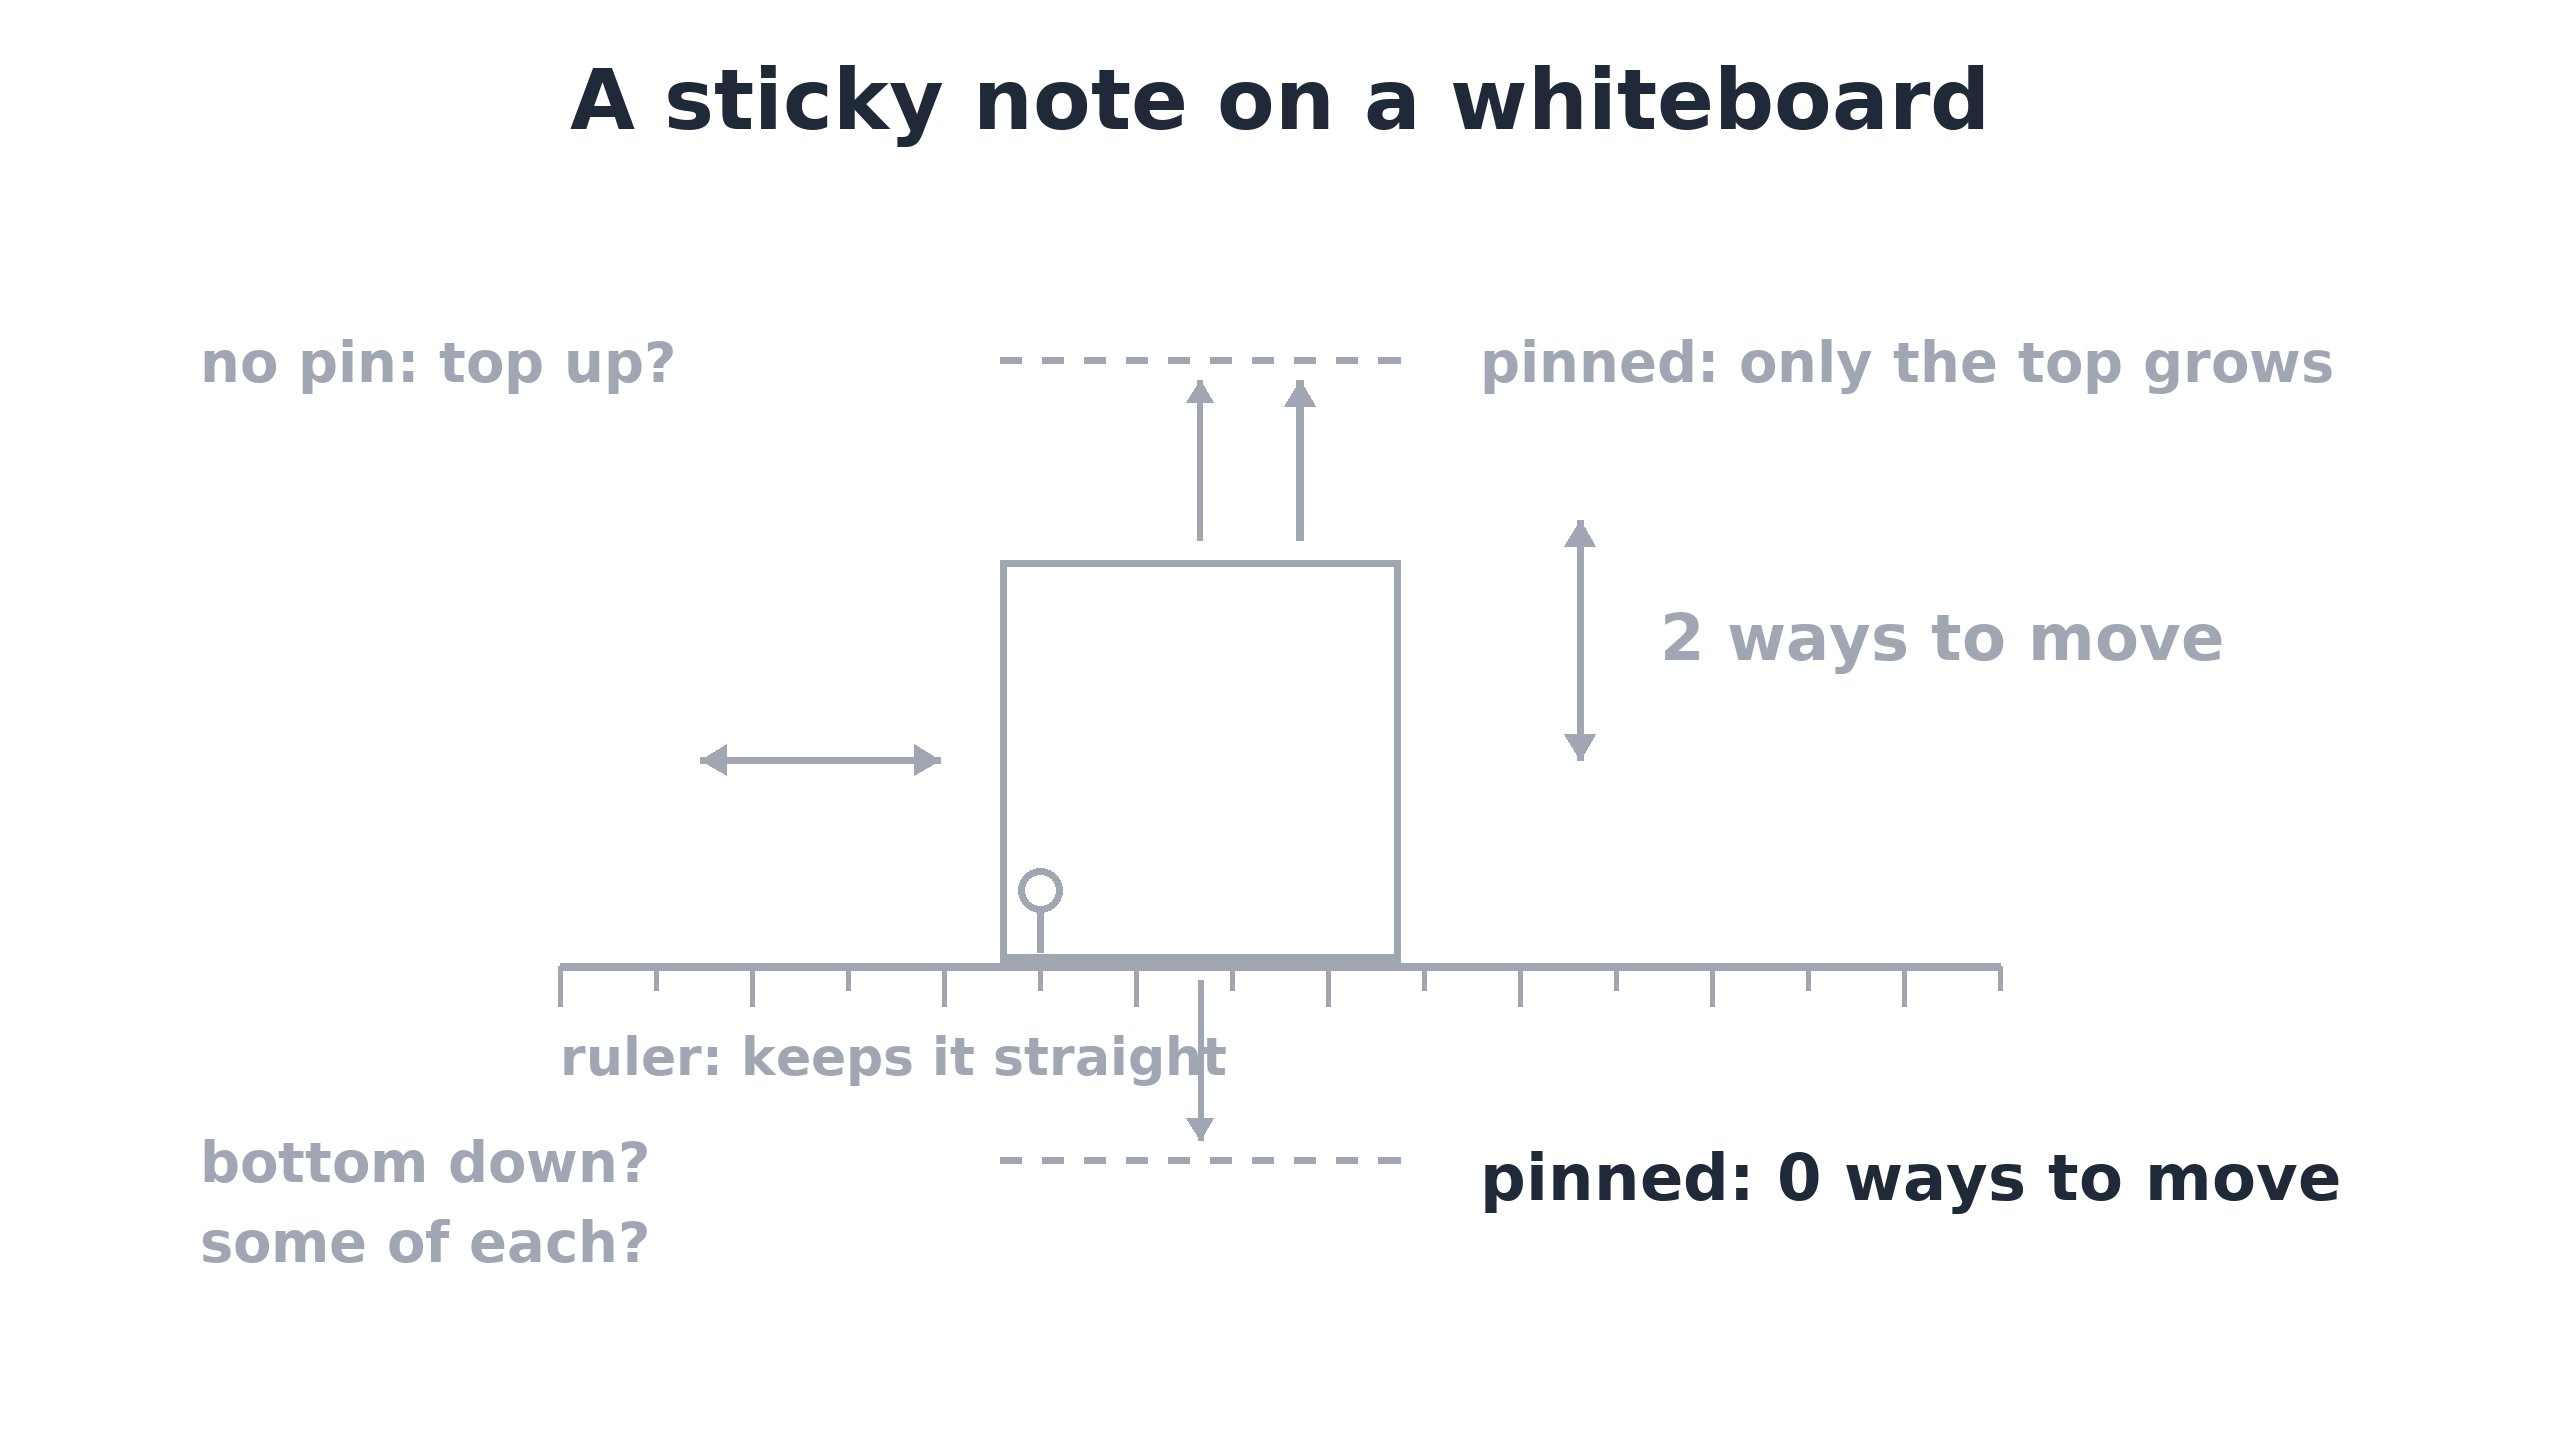 A sticky note on a whiteboard
no pin: top up?
pinned: only the top grows
2 ways to move
ruler: keeps it straight
bottom down?
pinned: 0 ways to move
some of each?